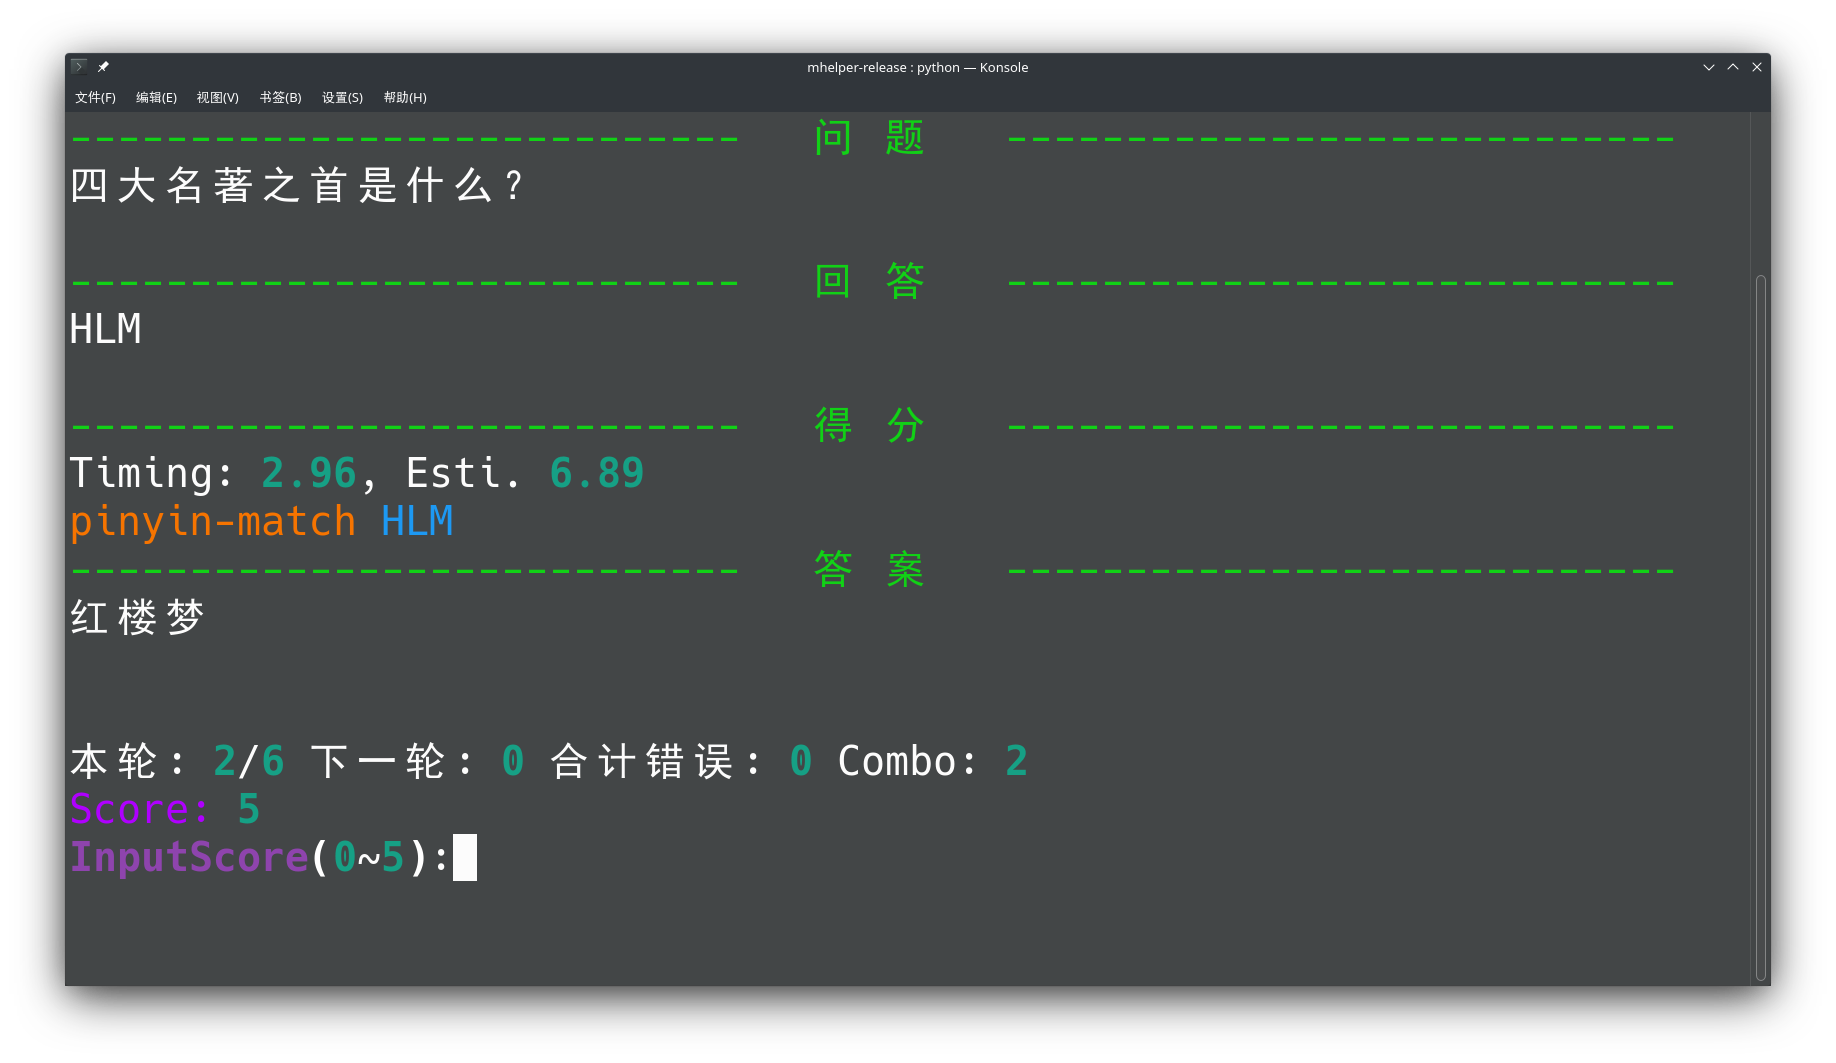 mhelper-release : python — Konsole
文件(F) 编辑(E) 视图(V) 书签(B) 设置(S) 帮助(H)
---------------------------- 问 题 ----------------------------
四大名著之首是什么?
---------------------------- 回 答 ----------------------------
HLM
---------------------------- 得 分 ----------------------------
Timing: 2.96, Esti. 6.89
pinyin-match HLM
---------------------------- 答 案 ----------------------------
红楼梦
本轮: 2/6 下一轮: 0 合计错误: 0 Combo: 2
Score: 5
InputScore(0~5):